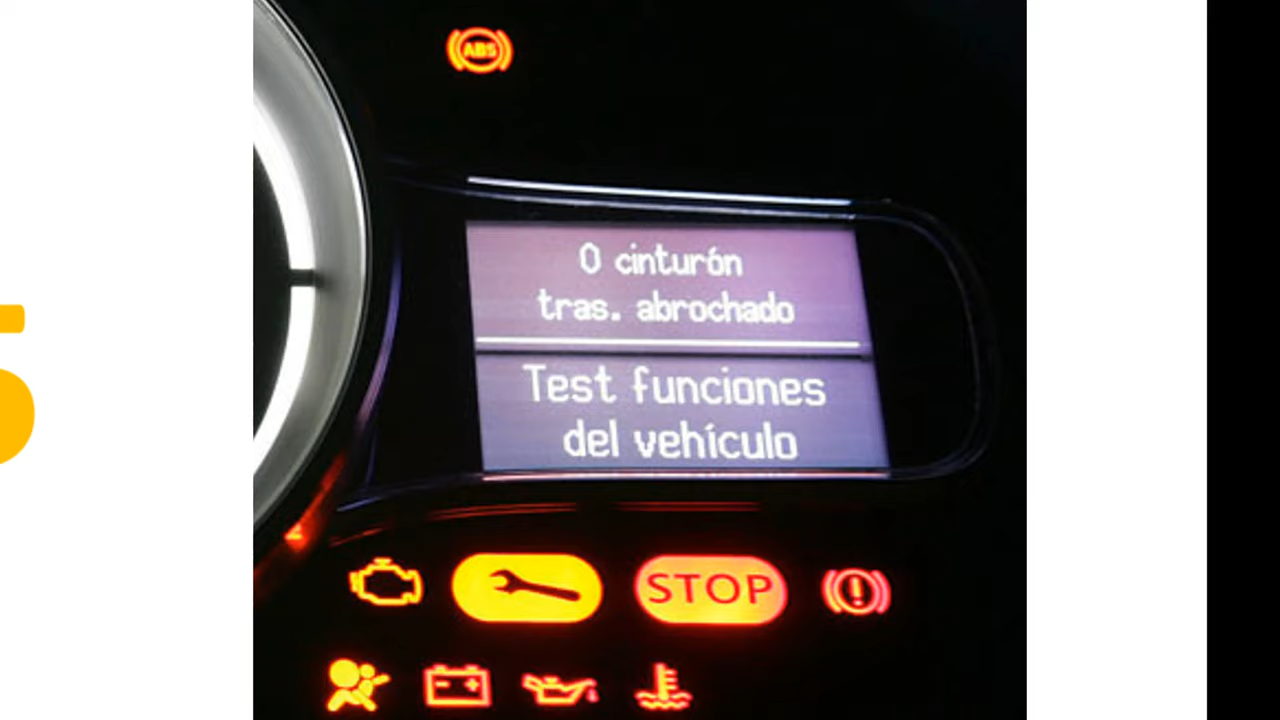 ABS
0 cinturón
tras. abrochado
Test funciones
del vehículo
STOP